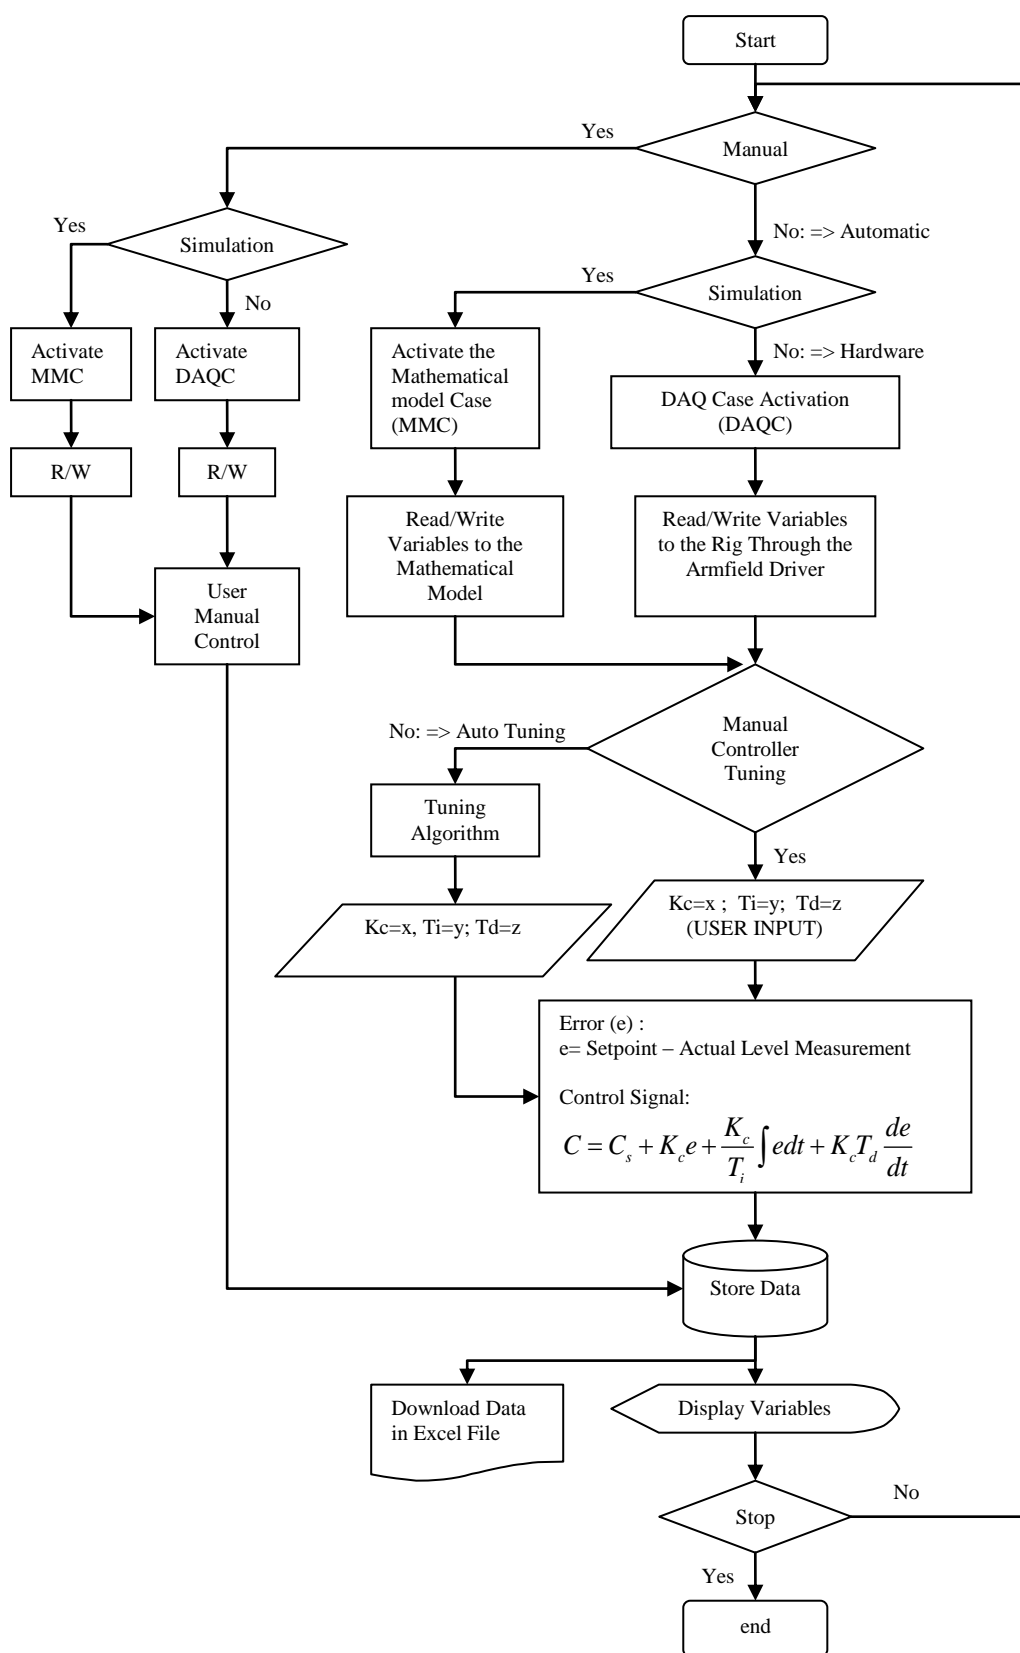 Start
Yes
Manual
Yes
Simulation
No: => Automatic
Yes
Simulation
No
Activate
MMC
Activate
DAQC
Activate the
Mathematical
model Case
(MMC)
No: => Hardware
DAQ Case Activation
(DAQC)
R/W
R/W
Read/Write
Variables to the
Mathematical
Model
Read/Write Variables
to the Rig Through the
Armfield Driver
User
Manual
Control
No: => Auto Tuning
Manual
Controller
Tuning
Tuning
Algorithm
Yes
Kc=x, Ti=y; Td=z
Kc=x ; Ti=y; Td=z
(USER INPUT)
Error (e) :
e= Setpoint – Actual Level Measurement
Control Signal:
C = C_s + K_c e + \frac{K_c}{T_i} ∫ edt + K_c T_d \frac{de}{dt}
Store Data
Download Data
in Excel File
Display Variables
Stop
No
Yes
end